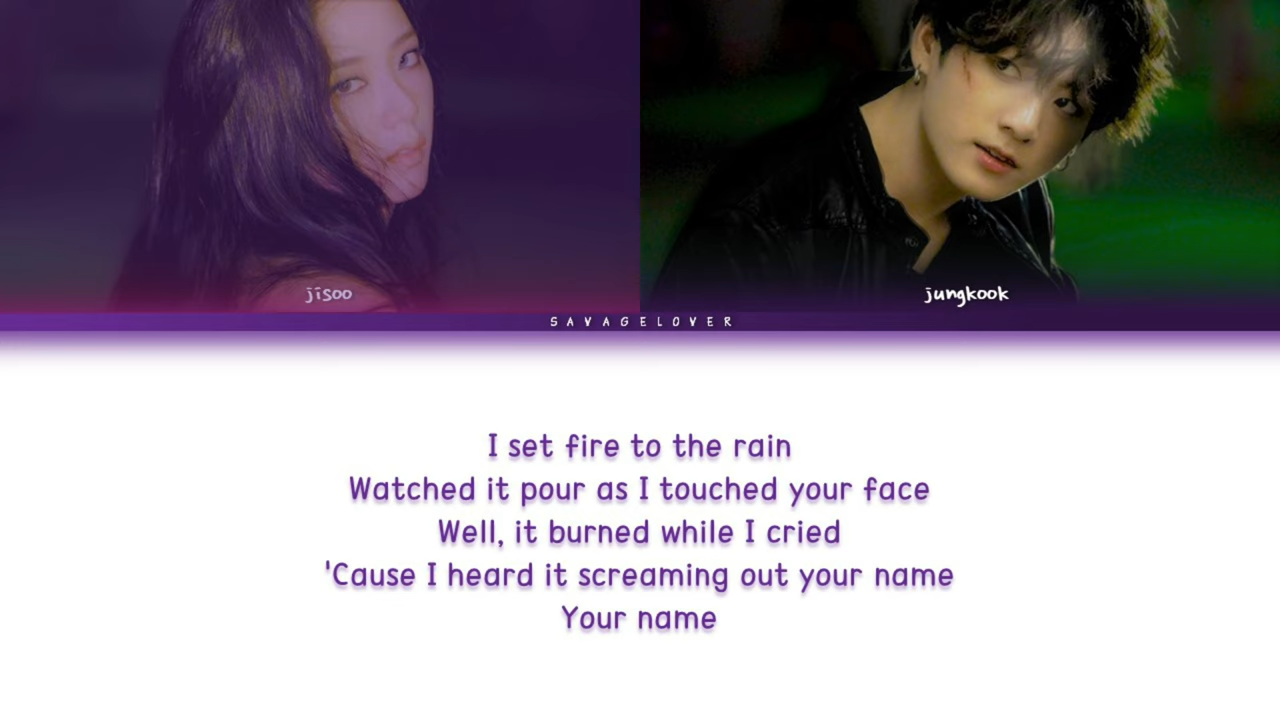 jisoo
jungkook
SAVAGELOVER
I set fire to the rain
Watched it pour as I touched your face
Well, it burned while I cried
'Cause I heard it screaming out your name
Your name